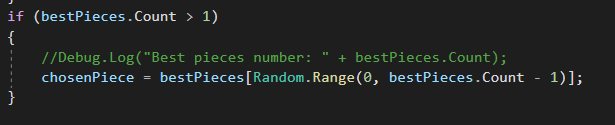 if (bestPieces.Count > 1)
{
//Debug.Log("Best pieces number: " + bestPieces.Count);
chosenPiece = bestPieces[Random.Range(0, bestPieces.Count - 1)];
}